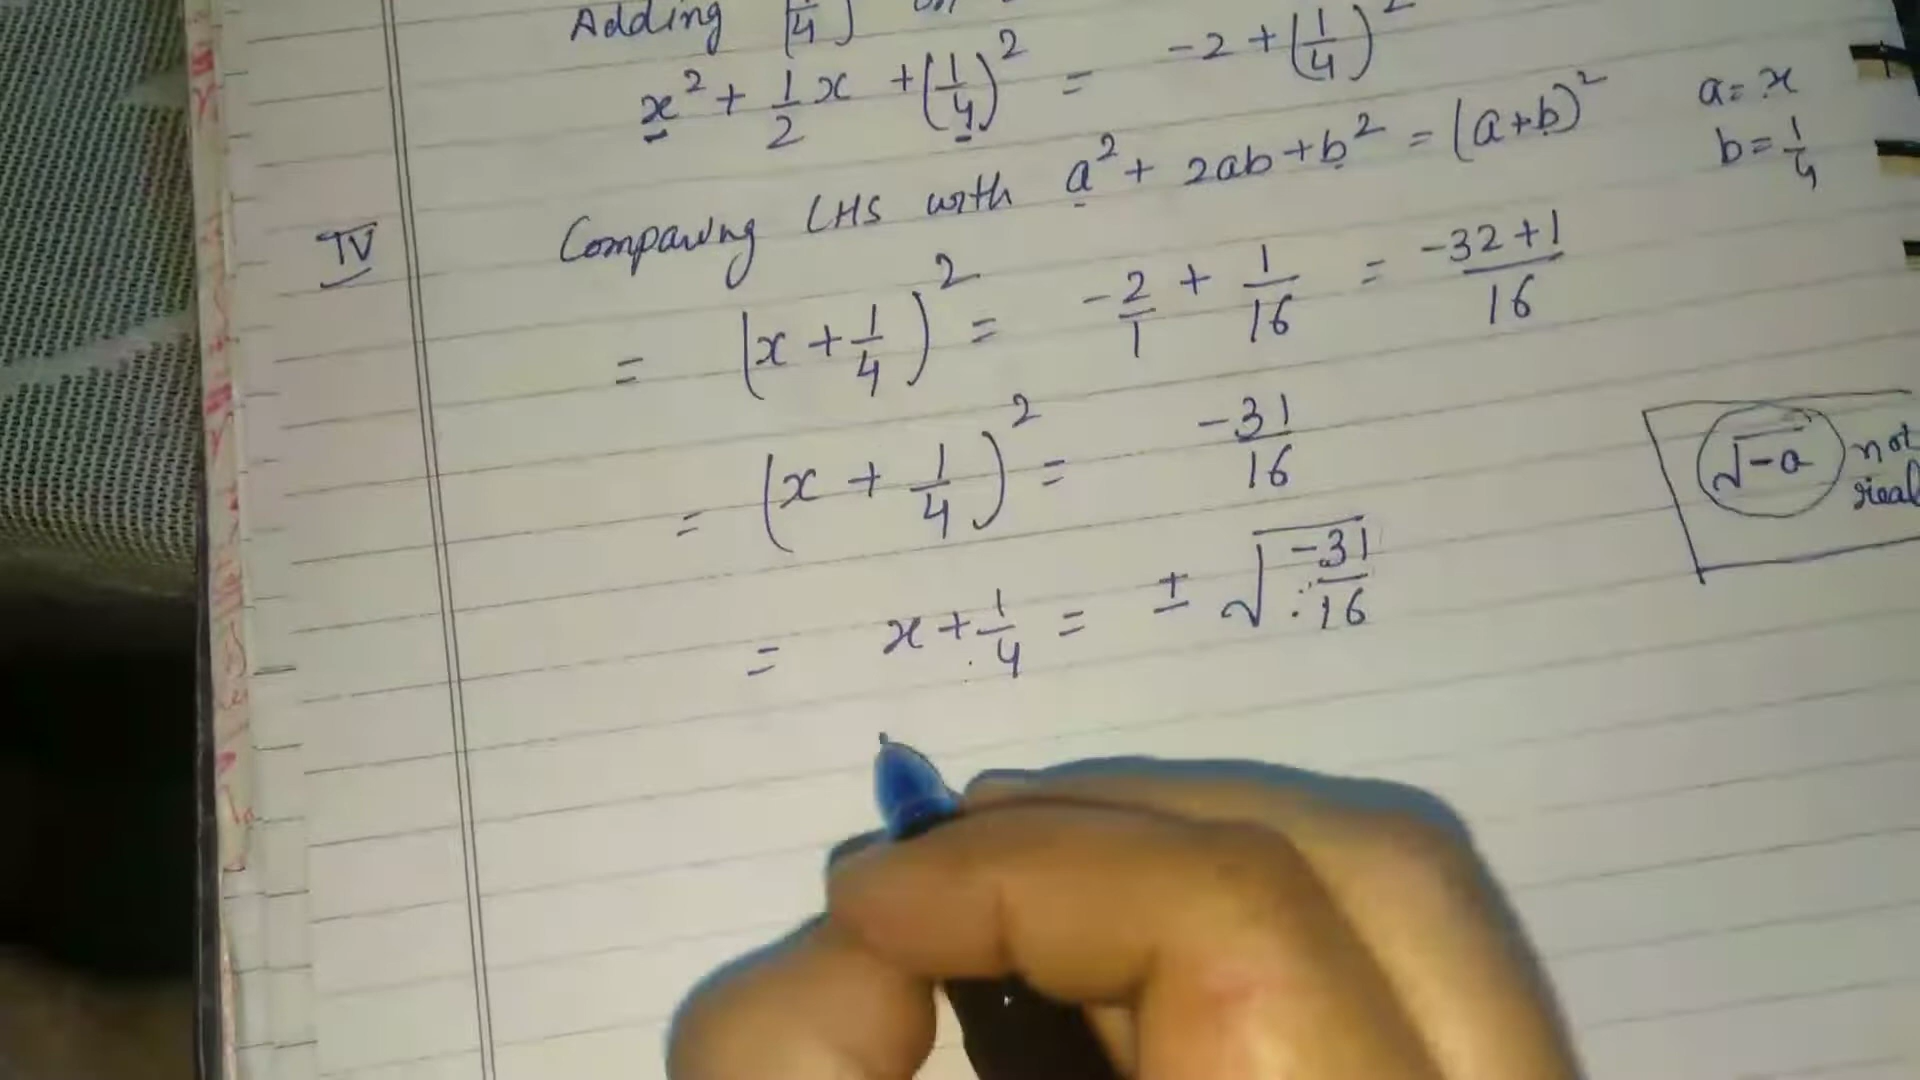 Adding
x² + 1/2 x + (1/4)² = -2 + (1/4)²
a = x
b = 1/4
IV Comparing LHS with a² + 2ab + b² = (a+b)²
= (x + 1/4)² = -2/1 + 1/16 = -32+1/16
= (x + 1/4)² = -31/16
√-a not real
= x + 1/4 = ± √-31/16